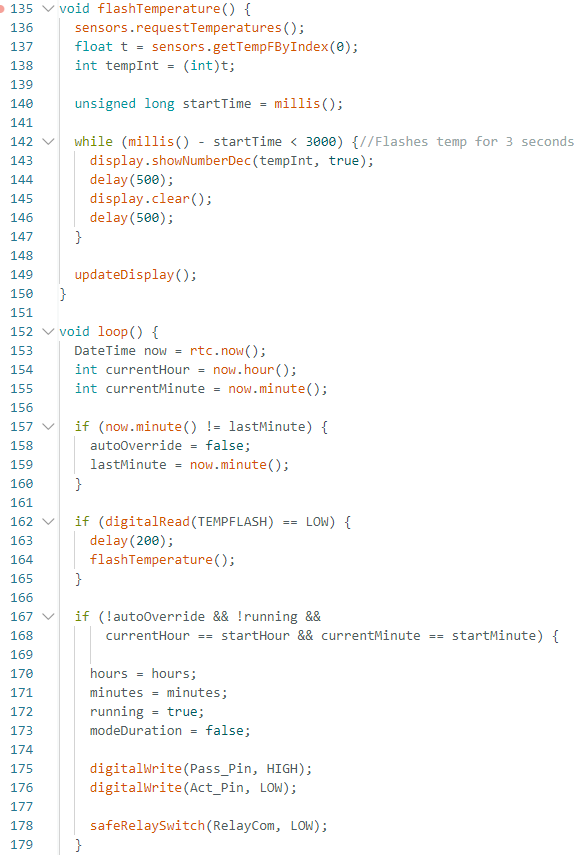 135 void flashTemperature() {
136   sensors.requestTemperatures();
137   float t = sensors.getTempFByIndex(0);
138   int tempInt = (int)t;
139
140   unsigned long startTime = millis();
141
142   while (millis() - startTime < 3000) {//Flashes temp for 3 seconds
143     display.showNumberDec(tempInt, true);
144     delay(500);
145     display.clear();
146     delay(500);
147   }
148
149   updateDisplay();
150 }
151
152 void loop() {
153   DateTime now = rtc.now();
154   int currentHour = now.hour();
155   int currentMinute = now.minute();
156
157   if (now.minute() != lastMinute) {
158     autoOverride = false;
159     lastMinute = now.minute();
160   }
161
162   if (digitalRead(TEMPFLASH) == LOW) {
163     delay(200);
164     flashTemperature();
165   }
166
167   if (!autoOverride && !running &&
168       currentHour == startHour && currentMinute == startMinute) {
169
170     hours = hours;
171     minutes = minutes;
172     running = true;
173     modeDuration = false;
174
175     digitalWrite(Pass_Pin, HIGH);
176     digitalWrite(Act_Pin, LOW);
177
178     safeRelaySwitch(RelayCom, LOW);
179   }